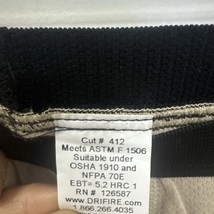 Cut # 412
Meets ASTM F 1506
Suitable under
OSHA 1910 and
NFPA 70E
EBT= 5.2 HRC 1
RN # 126587
WWW.DRIFIRE.COM
1.866.266.4035